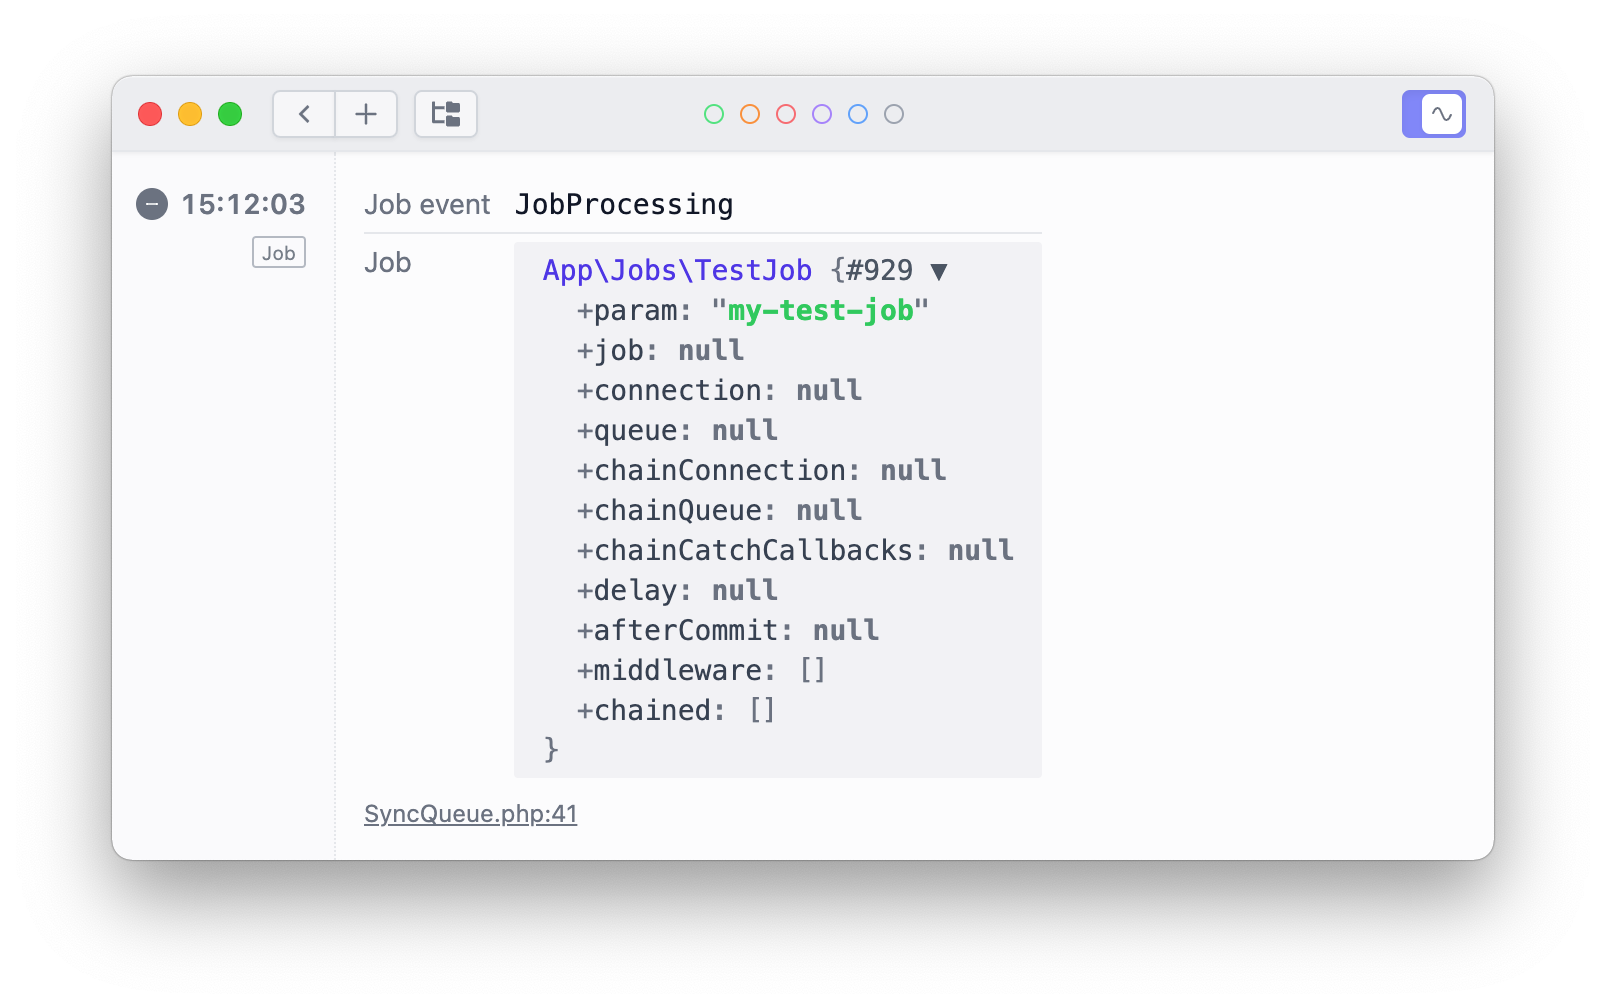 15:12:03
Job
Job event JobProcessing
Job
App\Jobs\TestJob {#929 ▼
+param: "my-test-job"
+job: null
+connection: null
+queue: null
+chainConnection: null
+chainQueue: null
+chainCatchCallbacks: null
+delay: null
+afterCommit: null
+middleware: []
+chained: []
}
SyncQueue.php:41